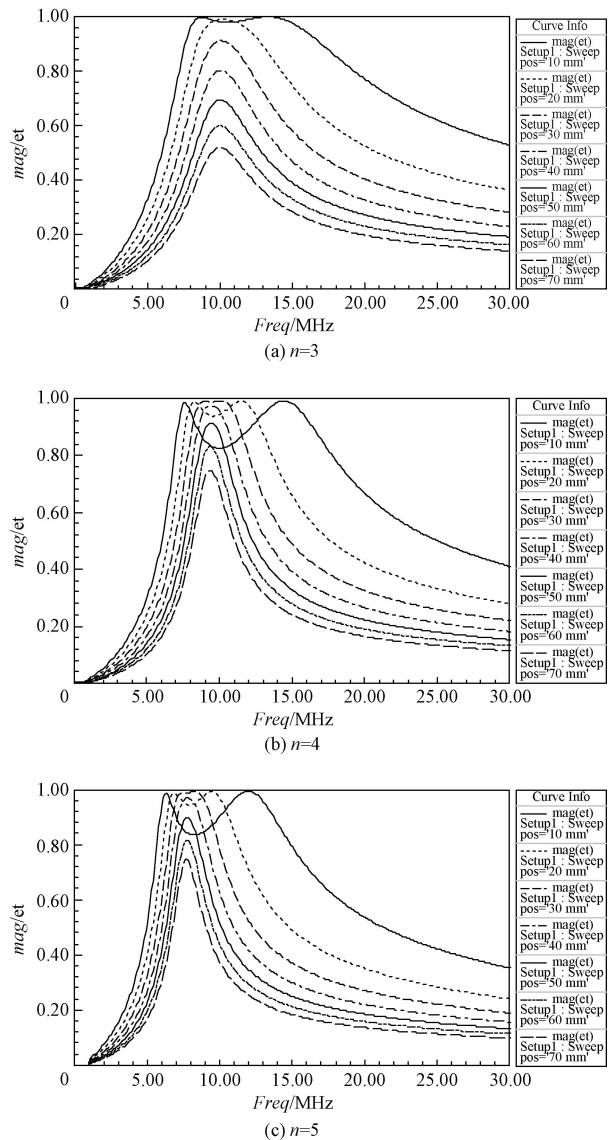 1.00
0.80
0.60
0.40
0.20
mag/et
0 5.00 10.00 15.00 20.00 25.00 30.00
Freq/MHz
(a) n=3
Curve Info
mag(et)
Setup1 : Sweep
pos='10 mm'
mag(et)
Setup1 : Sweep
pos='20 mm'
mag(et)
Setup1 : Sweep
pos='30 mm'
mag(et)
Setup1 : Sweep
pos='40 mm'
mag(et)
Setup1 : Sweep
pos='50 mm'
mag(et)
Setup1 : Sweep
pos='60 mm'
mag(et)
Setup1 : Sweep
pos='70 mm'
1.00
0.80
0.60
0.40
0.20
mag/et
0 5.00 10.00 15.00 20.00 25.00 30.00
Freq/MHz
(b) n=4
Curve Info
mag(et)
Setup1 : Sweep
pos='10 mm'
mag(et)
Setup1 : Sweep
pos='20 mm'
mag(et)
Setup1 : Sweep
pos='30 mm'
mag(et)
Setup1 : Sweep
pos='40 mm'
mag(et)
Setup1 : Sweep
pos='50 mm'
mag(et)
Setup1 : Sweep
pos='60 mm'
mag(et)
Setup1 : Sweep
pos='70 mm'
1.00
0.80
0.60
0.40
0.20
mag/et
0 5.00 10.00 15.00 20.00 25.00 30.00
Freq/MHz
(c) n=5
Curve Info
mag(et)
Setup1 : Sweep
pos='10 mm'
mag(et)
Setup1 : Sweep
pos='20 mm'
mag(et)
Setup1 : Sweep
pos='30 mm'
mag(et)
Setup1 : Sweep
pos='40 mm'
mag(et)
Setup1 : Sweep
pos='50 mm'
mag(et)
Setup1 : Sweep
pos='60 mm'
mag(et)
Setup1 : Sweep
pos='70 mm'